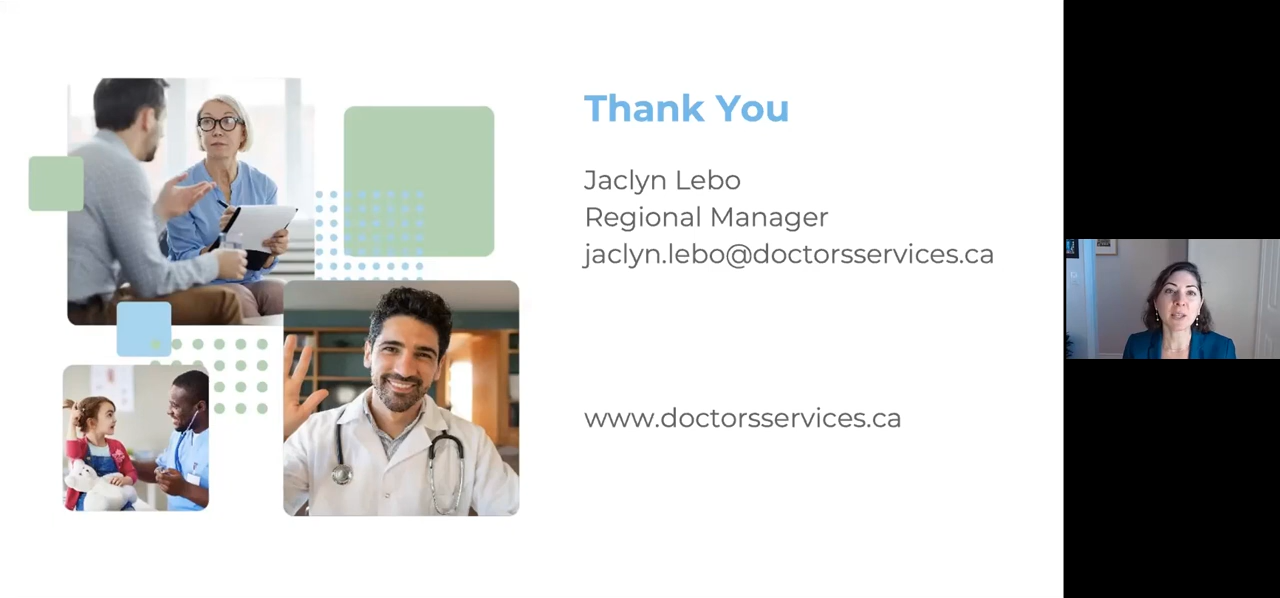 Thank You
Jaclyn Lebo
Regional Manager
jaclyn.lebo@doctorsservices.ca
www.doctorsservices.ca